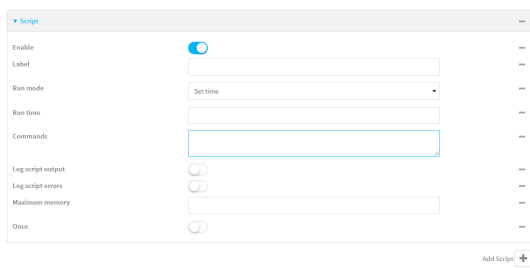 ▼ Script
Enable
Label
Run mode
Set time
Run time
Commands
Log script output
Log script errors
Maximum memory
Once
Add Script